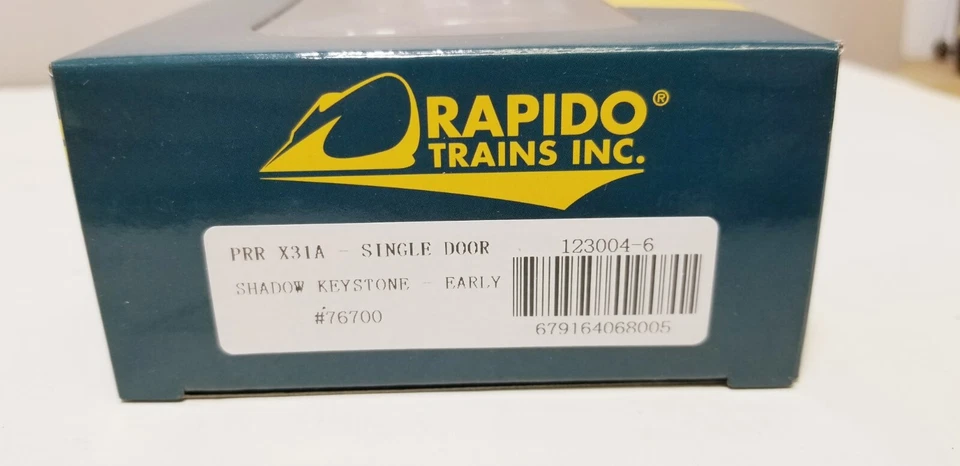 RAPIDO®
TRAINS INC.
PRR X31A - SINGLE DOOR
SHADOW KEYSTONE - EARLY
#76700
123004-6
679164068005